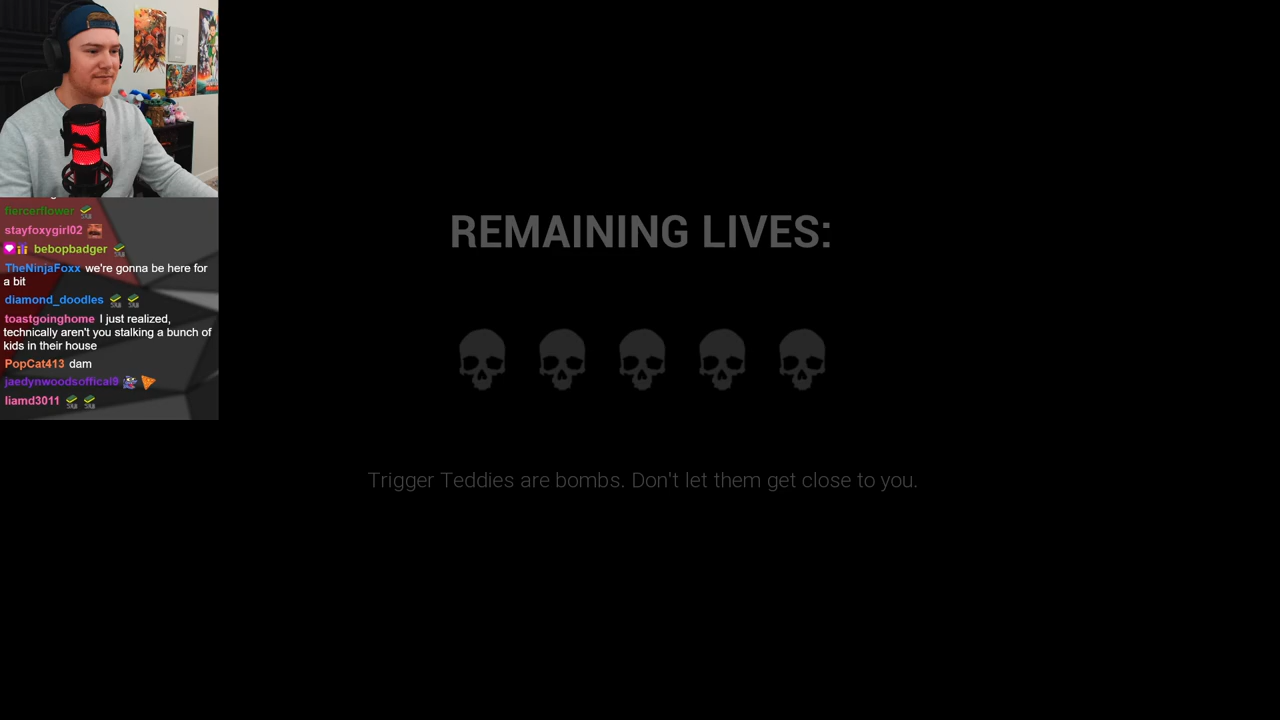 fiercerflower
stayfoxygirl02
bebopbadger
TheNinjaFoxx we're gonna be here for
a bit
diamond_doodles
toastgoinghome I just realized,
technically aren't you stalking a bunch of
kids in their house
PopCat413 dam
jaedynwoodsoffical9
liamd3011
REMAINING LIVES:
Trigger Teddies are bombs. Don't let them get close to you.